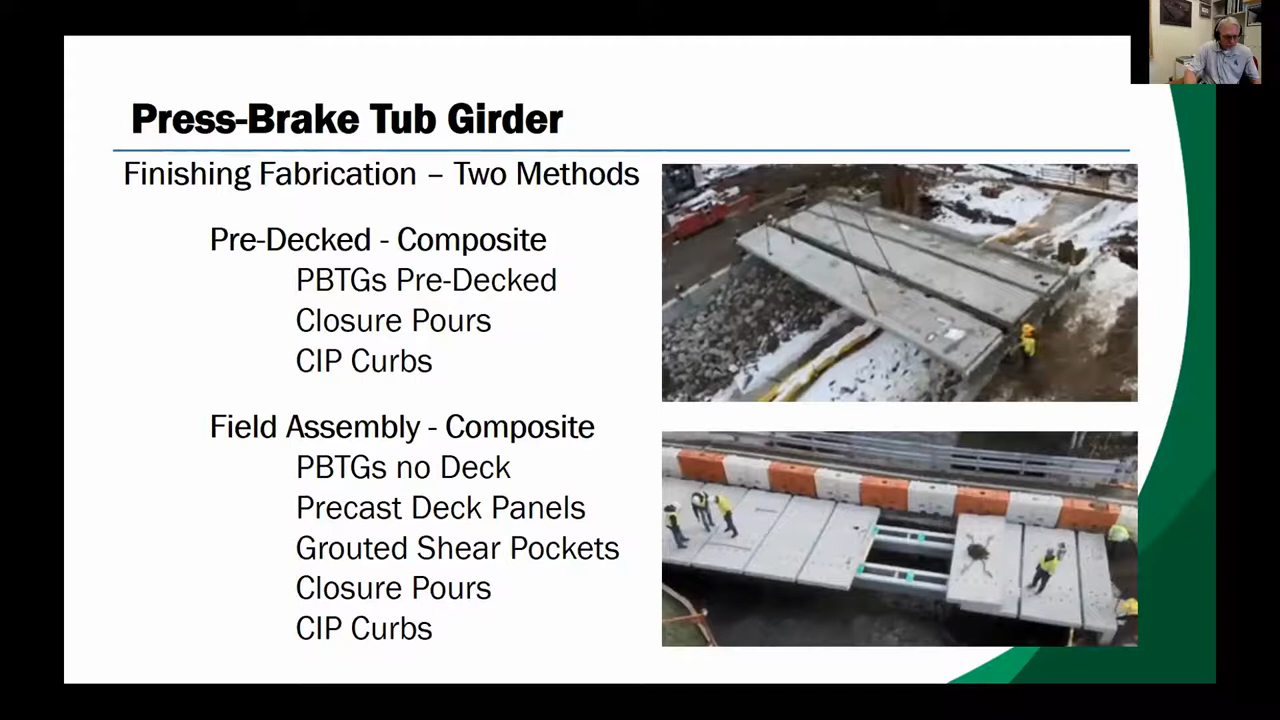 Press-Brake Tub Girder
Finishing Fabrication – Two Methods
Pre-Decked - Composite
PBTGs Pre-Decked
Closure Pours
CIP Curbs
Field Assembly - Composite
PBTGs no Deck
Precast Deck Panels
Grouted Shear Pockets
Closure Pours
CIP Curbs